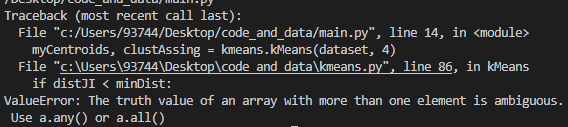 /Desktop/code_and_data/main.py
Traceback (most recent call last):
File "c:/Users/93744/Desktop/code_and_data/main.py", line 14, in <module>
myCentroids, clustAssing = kmeans.kMeans(dataset, 4)
File "c:\Users\93744\Desktop\code and data\kmeans.py", line 86, in kMeans
if distJI < minDist:
ValueError: The truth value of an array with more than one element is ambiguous.
Use a.any() or a.all()